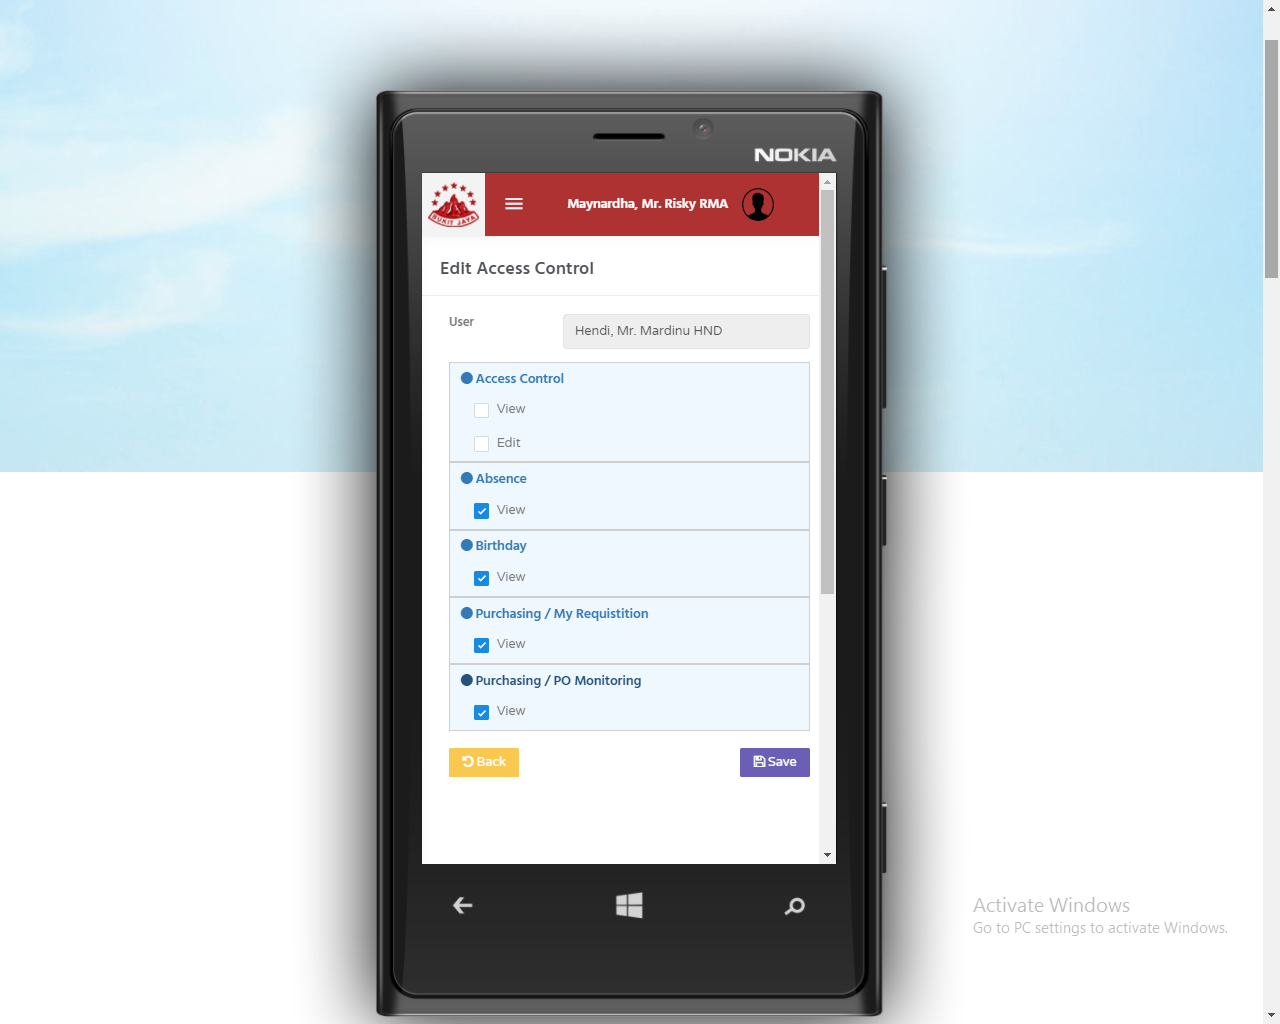 NOKIA
BUKIT JAYA
Maynardha, Mr. Risky RMA
Edit Access Control
User
Hendi, Mr. Mardinu HND
Access Control
View
Edit
Absence
View
Birthday
View
Purchasing / My Requistition
View
Purchasing / PO Monitoring
View
Back
Save
Activate Windows
Go to PC settings to activate Windows.